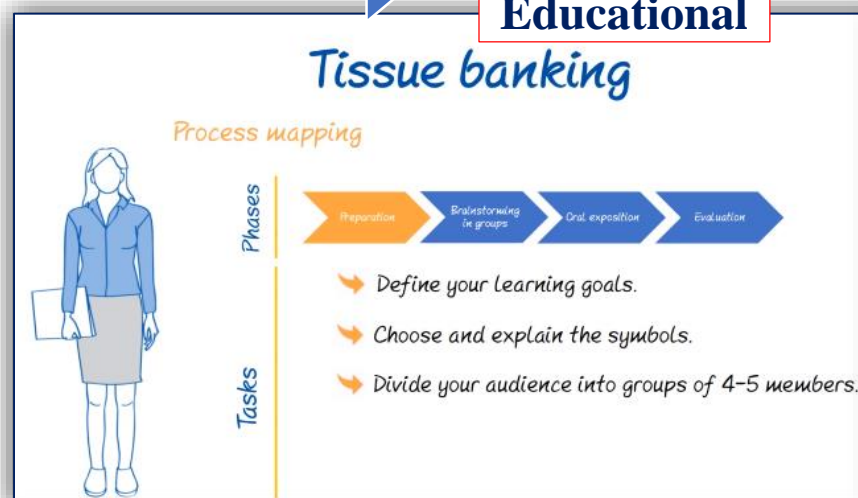 Educational
Tissue banking
Process mapping
Phases
Preparation
Brainstorming
in groups
Oral exposition
Evaluation
Tasks
Define your learning goals.
Choose and explain the symbols.
Divide your audience into groups of 4-5 members.